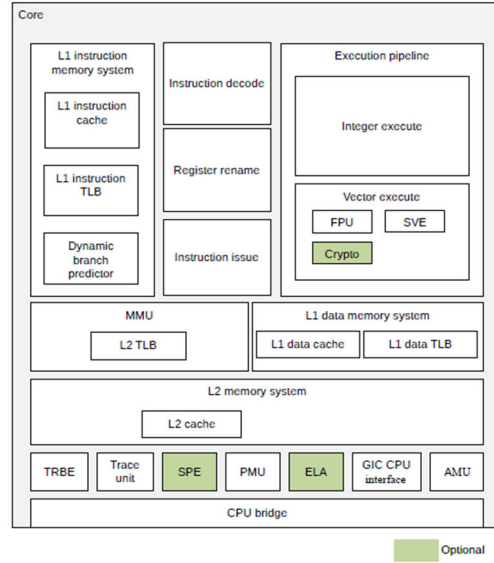 Core
L1 instruction
memory system
L1 instruction
cache
L1 instruction
TLB
Dynamic
branch
predictor
Instruction decode
Register rename
Instruction issue
Execution pipeline
Integer execute
Vector execute
FPU
SVE
Crypto
MMU
L2 TLB
L1 data memory system
L1 data cache
L1 data TLB
L2 memory system
L2 cache
TRBE
Trace
unit
SPE
PMU
ELA
GIC CPU
interface
AMU
CPU bridge
Optional